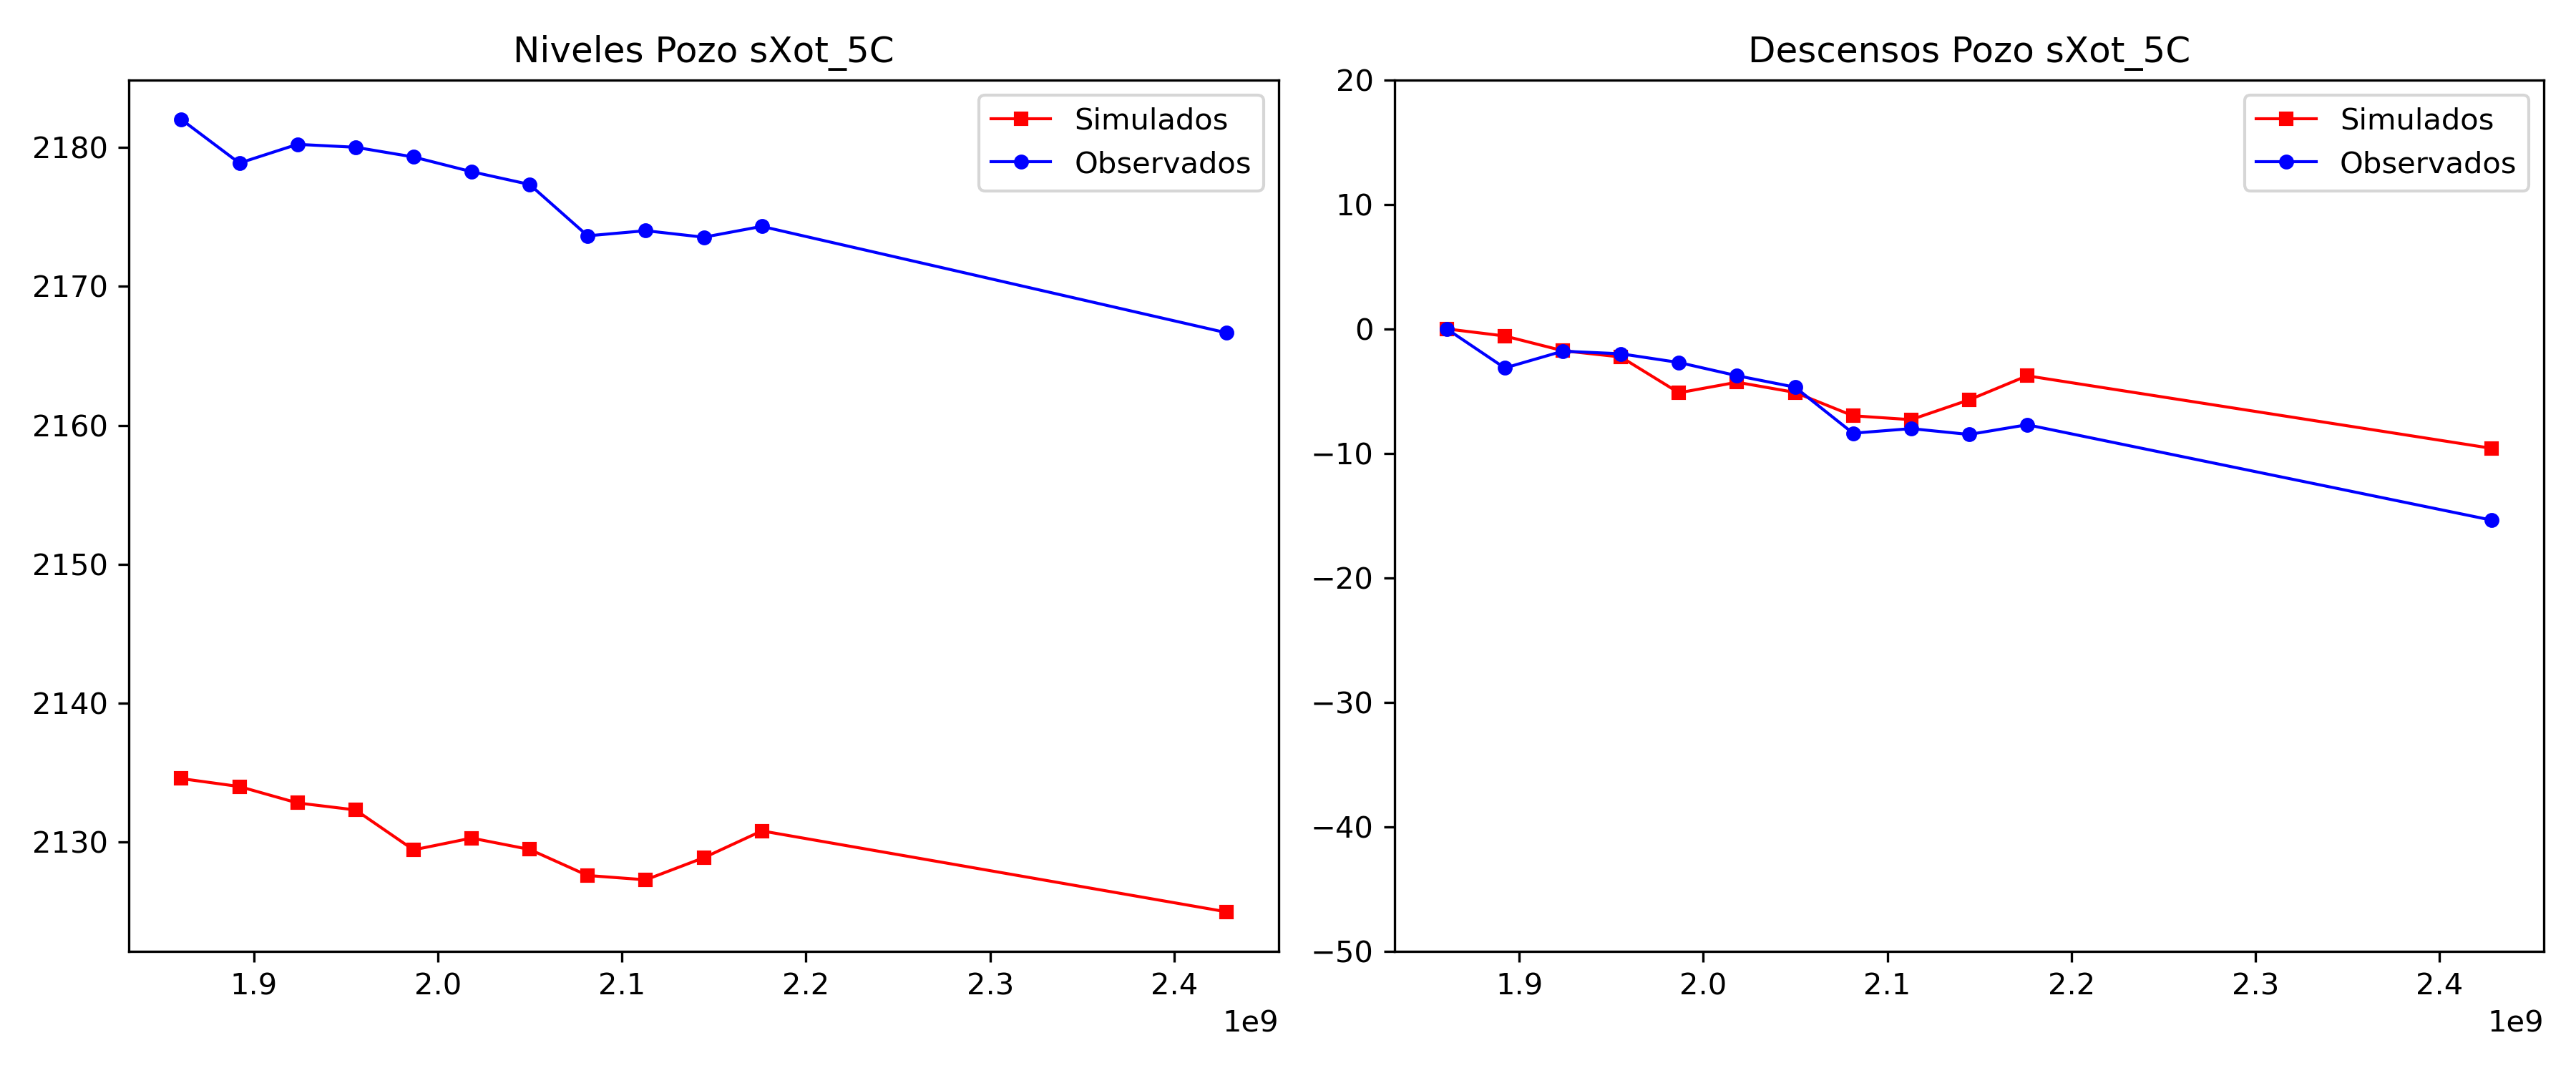 Niveles Pozo sXot_5C
Simulados
Observados
2180
2170
2160
2150
2140
2130
1.9 2.0 2.1 2.2 2.3 2.4
1e9
Descensos Pozo sXot_5C
Simulados
Observados
20
10
0
−10
−20
−30
−40
−50
1.9 2.0 2.1 2.2 2.3 2.4
1e9